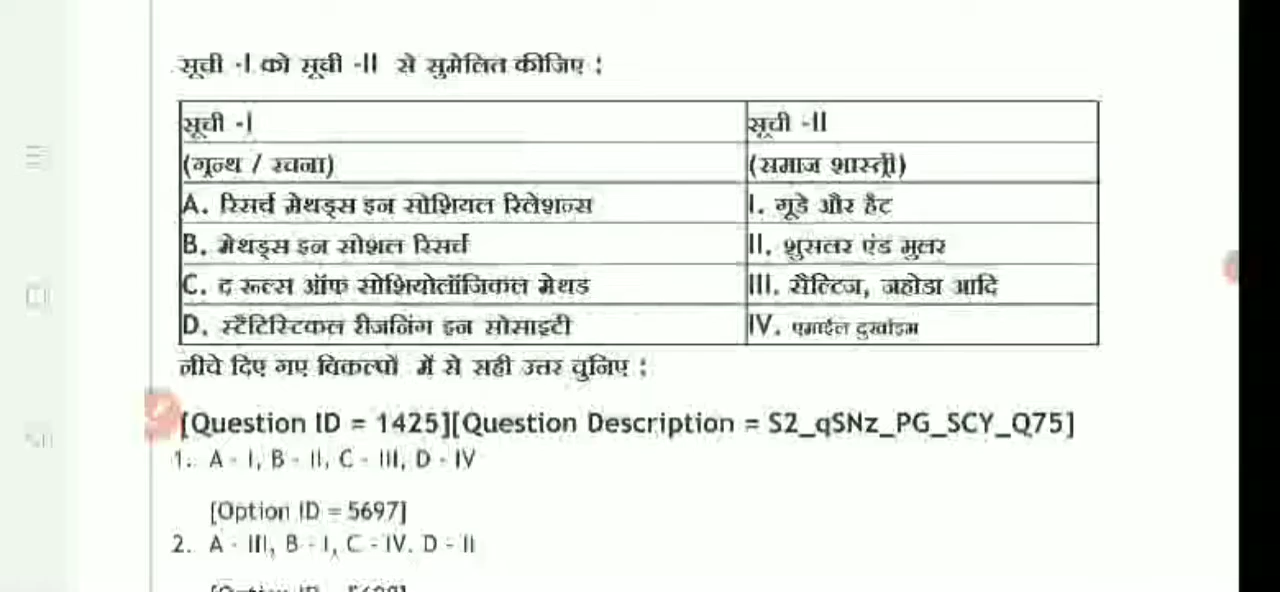 सूची -I को सूची -II से सुमेलित कीजिए :
सूची -I सूची -II
(ग्रन्थ / रचना) (समाज शास्त्री)
A. रिसर्च मेथड्स इन सोशियल रिलेशन्स I. गूडे और हैट
B. मेथड्स इन सोशल रिसर्च II. शुसलर एंड मुलर
C. द रूल्स ऑफ सोशियोलॉजिकल मेथड III. सैल्टिज, जहोडा आदि
D. स्टैटिस्टिकल रीजनिंग इन सोसाइटी IV. एमाईल दुर्खाइम
नीचे दिए गए विकल्पों में से सही उत्तर चुनिए :
[Question ID = 1425][Question Description = S2_qSNz_PG_SCY_Q75]
1. A - I, B - II, C - III, D - IV
[Option ID = 5697]
2. A - III, B - I, C - IV. D - II